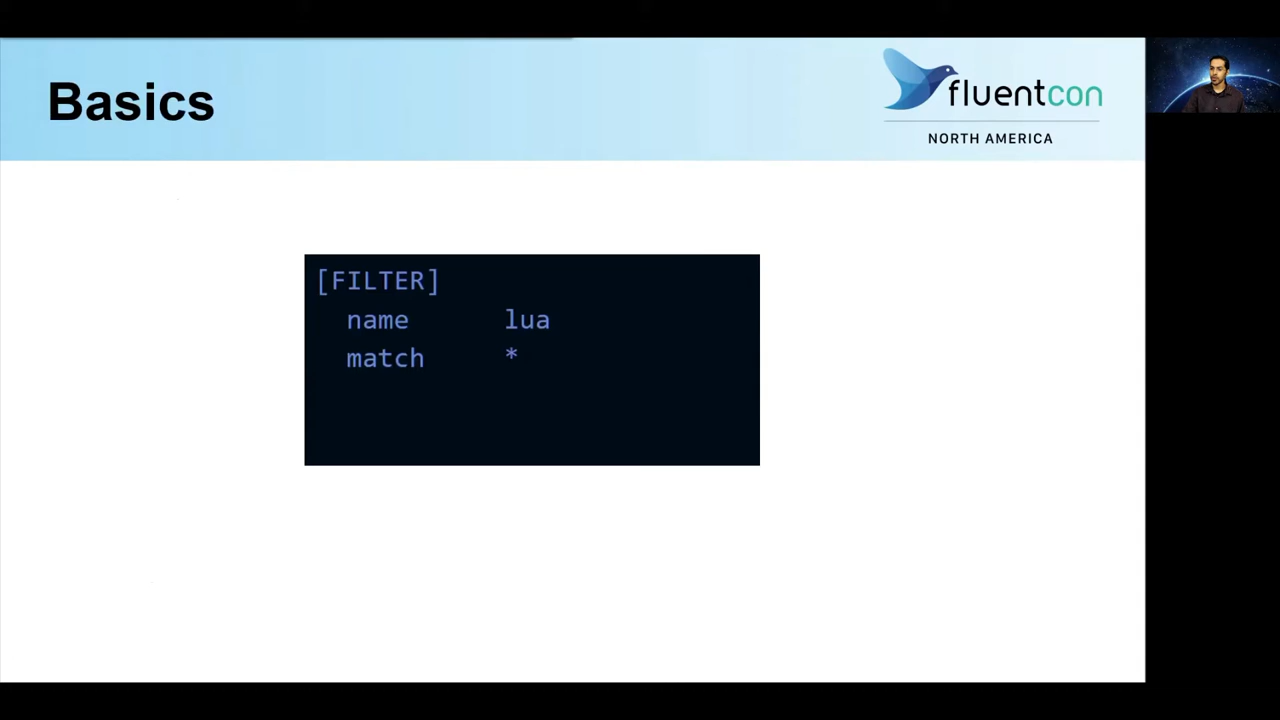 Basics
fluentcon
NORTH AMERICA
[FILTER]
name lua
match *